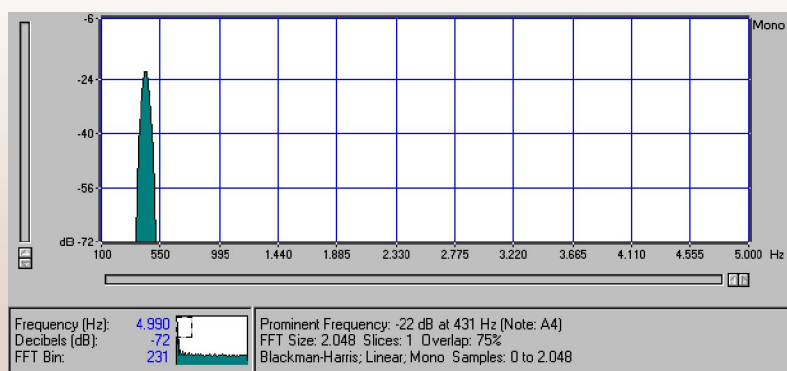 -6
Mono
-24
-40
-56
dB -72
100 550 995 1.440 1.885 2.330 2.775 3.220 3.665 4.110 4.555 5.000 Hz
Frequency (Hz): 4.990
Decibels (dB): -72
FFT Bin: 231
Prominent Frequency: -22 dB at 431 Hz (Note: A4)
FFT Size: 2.048 Slices: 1 Overlap: 75%
Blackman-Harris; Linear, Mono Samples: 0 to 2.048